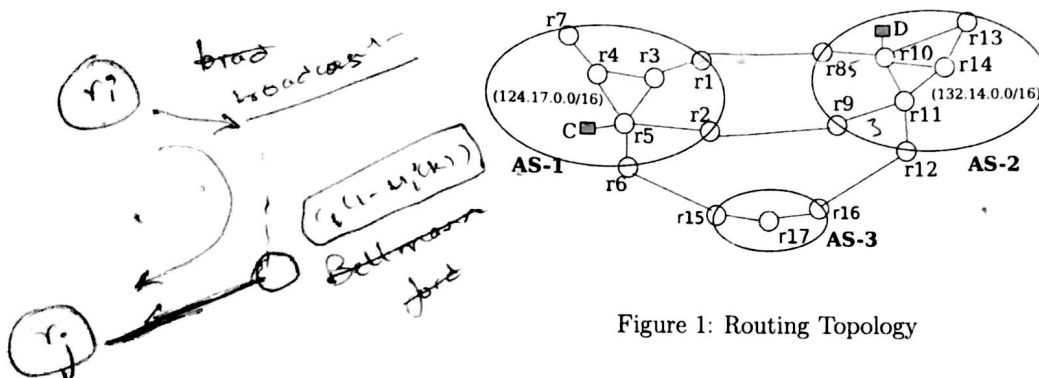 r7
r4
r3
r1
(124.17.0.0/16)
C
r5
r2
AS-1
r6
D
r13
r10
r85
r14
(132.14.0.0/16)
r9
3
r11
AS-2
r12
r15
r16
r17
AS-3
Figure 1: Routing Topology
ri
brad
broadcast
Bellman
ford
rj